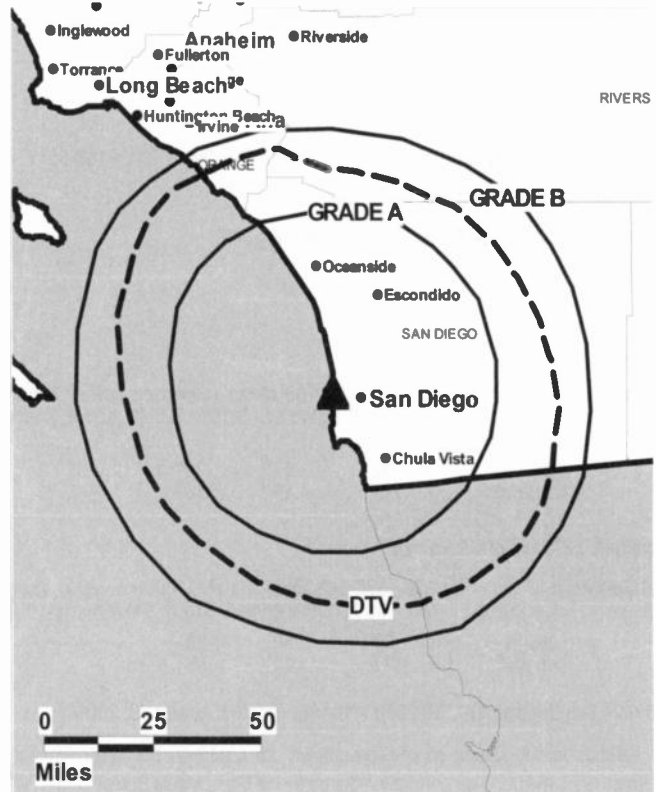 Inglewood
Anaheim
Riverside
Fullerton
Torrance
Long Beach
RIVERS
Huntington Beach
Irvine
ORANGE
GRADE B
GRADE A
Oceanside
Escondido
SAN DIEGO
San Diego
Chula Vista
DTV
0 25 50
Miles